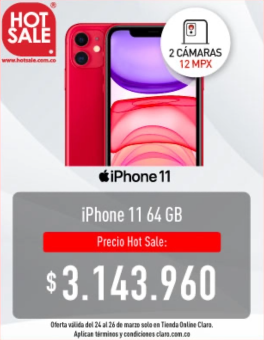 HOT
SALE
®
www.hotsale.com.co
2 CÁMARAS
12 MPX
iPhone 11
iPhone 11 64 GB
Precio Hot Sale:
$3.143.960
Oferta válida del 24 al 26 de marzo solo en Tienda Online Claro.
Aplican términos y condiciones claro.com.co